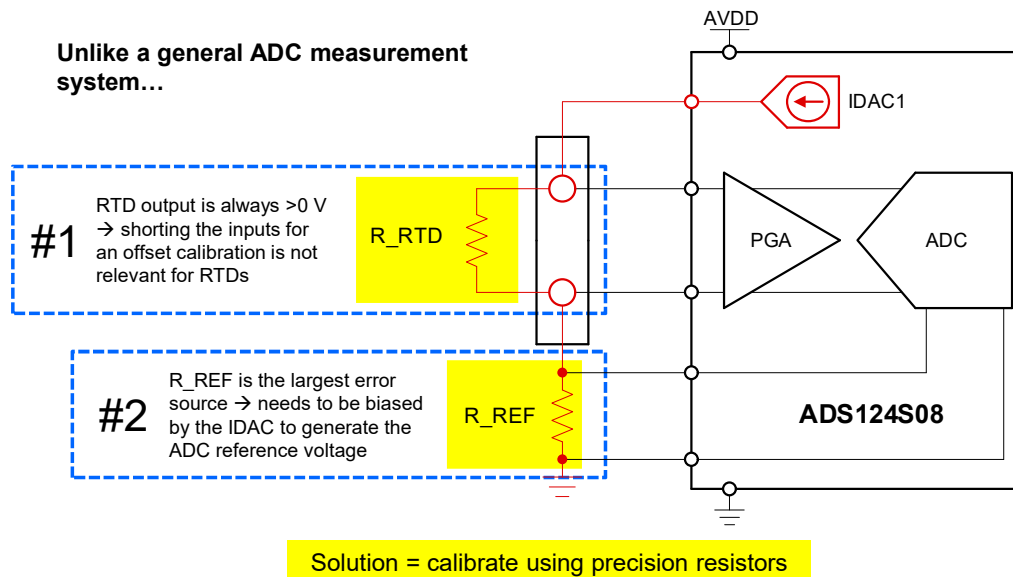 Unlike a general ADC measurement
system…
AVDD
IDAC1
#1
RTD output is always >0 V
→ shorting the inputs for
an offset calibration is not
relevant for RTDs
R_RTD
PGA
ADC
#2
R_REF is the largest error
source → needs to be biased
by the IDAC to generate the
ADC reference voltage
R_REF
ADS124S08
Solution = calibrate using precision resistors